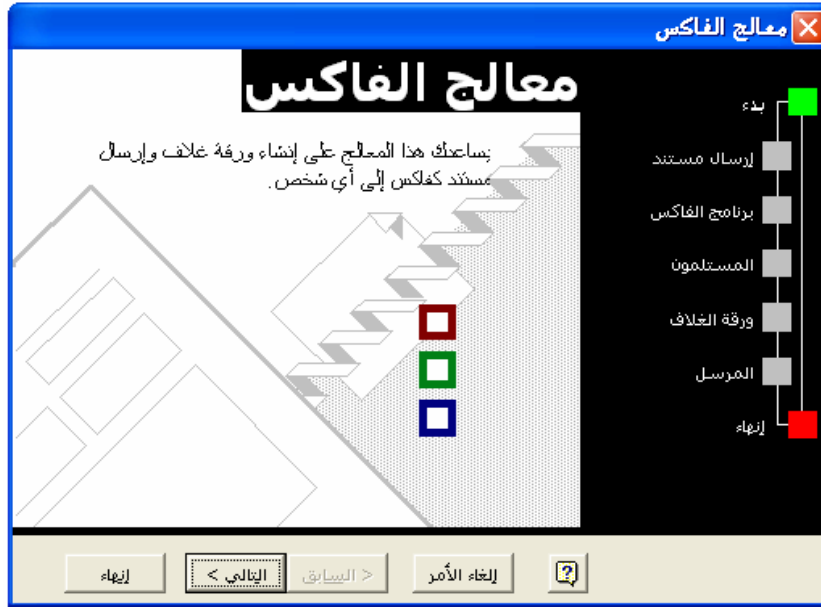 معالج الفاكس
معالج الفاكس
يساعدك هذا المعالج على إنشاء ورقة غلاف وإرسال
مستند كفاكس إلى أي شخص.
بدء
إرسال مستند
برنامج الفاكس
المستلمون
ورقة الغلاف
المرسل
إنهاء
?
إلغاء الأمر
< السابق
التالي >
إنهاء